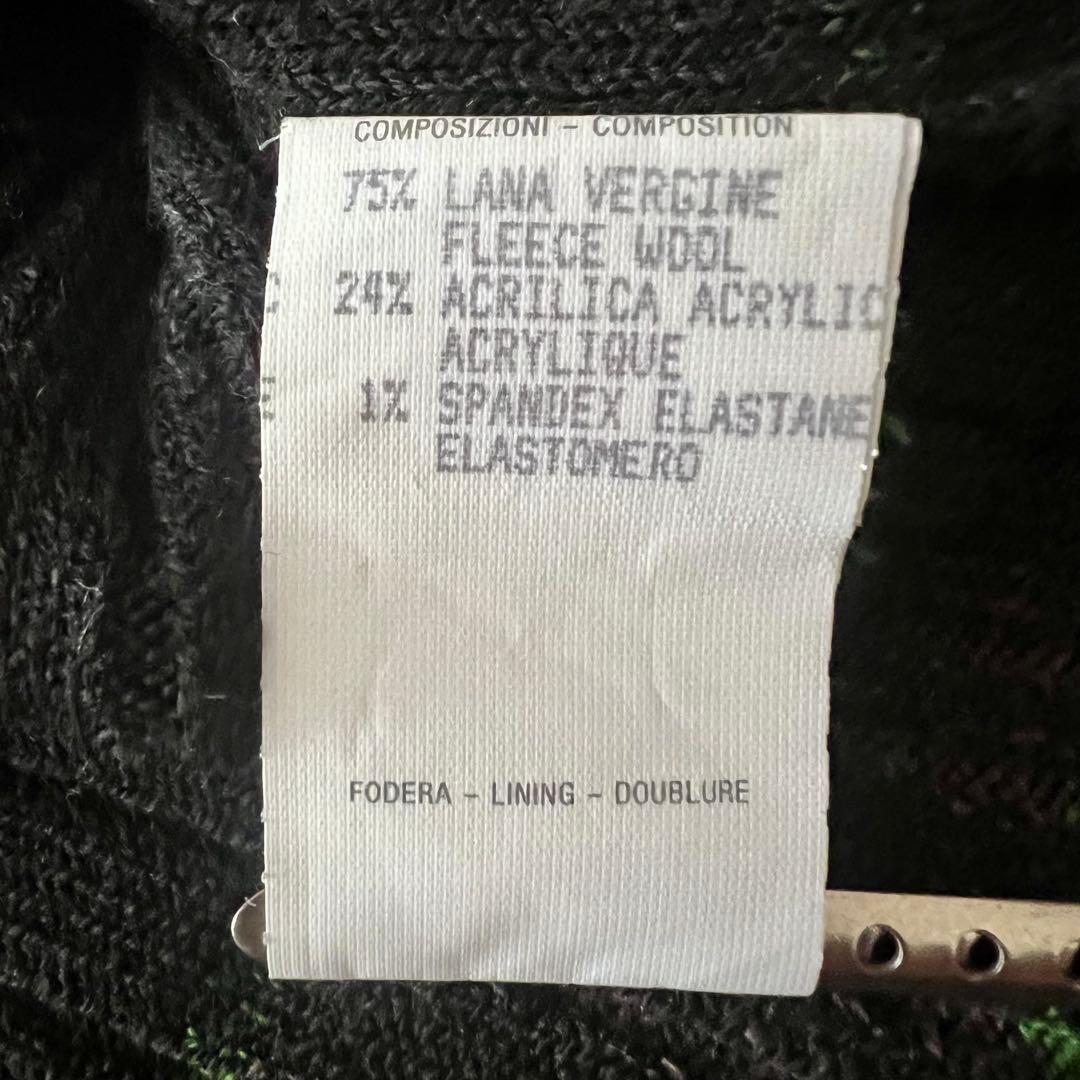 COMPOSIZIONI - COMPOSITION
75% LANA VERGINE
FLEECE WOOL
24% ACRILICA ACRYLIC
ACRYLIQUE
1% SPANDEX ELASTANE
ELASTOMERO
FODERA - LINING - DOUBLURE